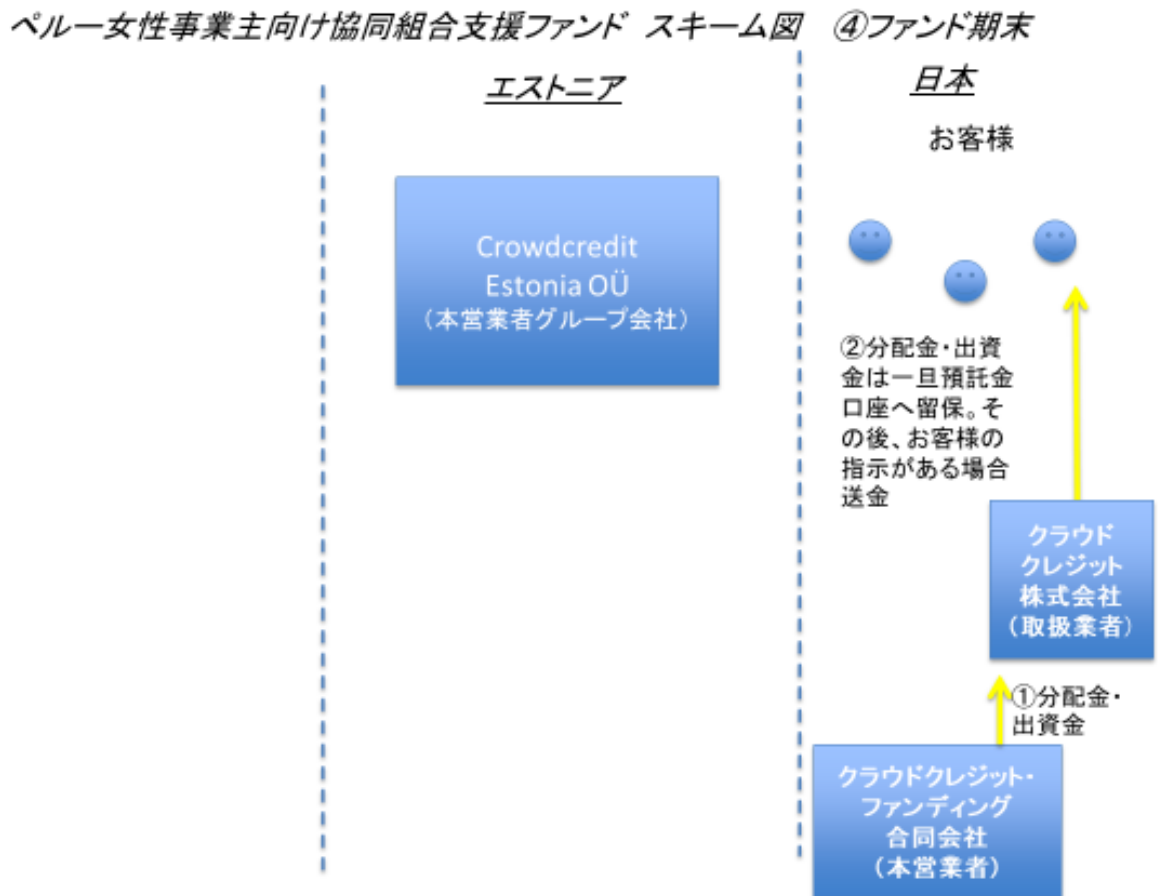 ペルー女性事業主向け協同組合支援ファンド スキーム図 ④ファンド期末
エストニア
日本
お客様
Crowdcredit
Estonia OÜ
（本営業者グループ会社）
②分配金・出資
金は一旦預託金
口座へ留保。そ
の後、お客様の
指示がある場合
送金
クラウド
クレジット
株式会社
（取扱業者）
①分配金・
出資金
クラウドクレジット・
ファンディング
合同会社
（本営業者）